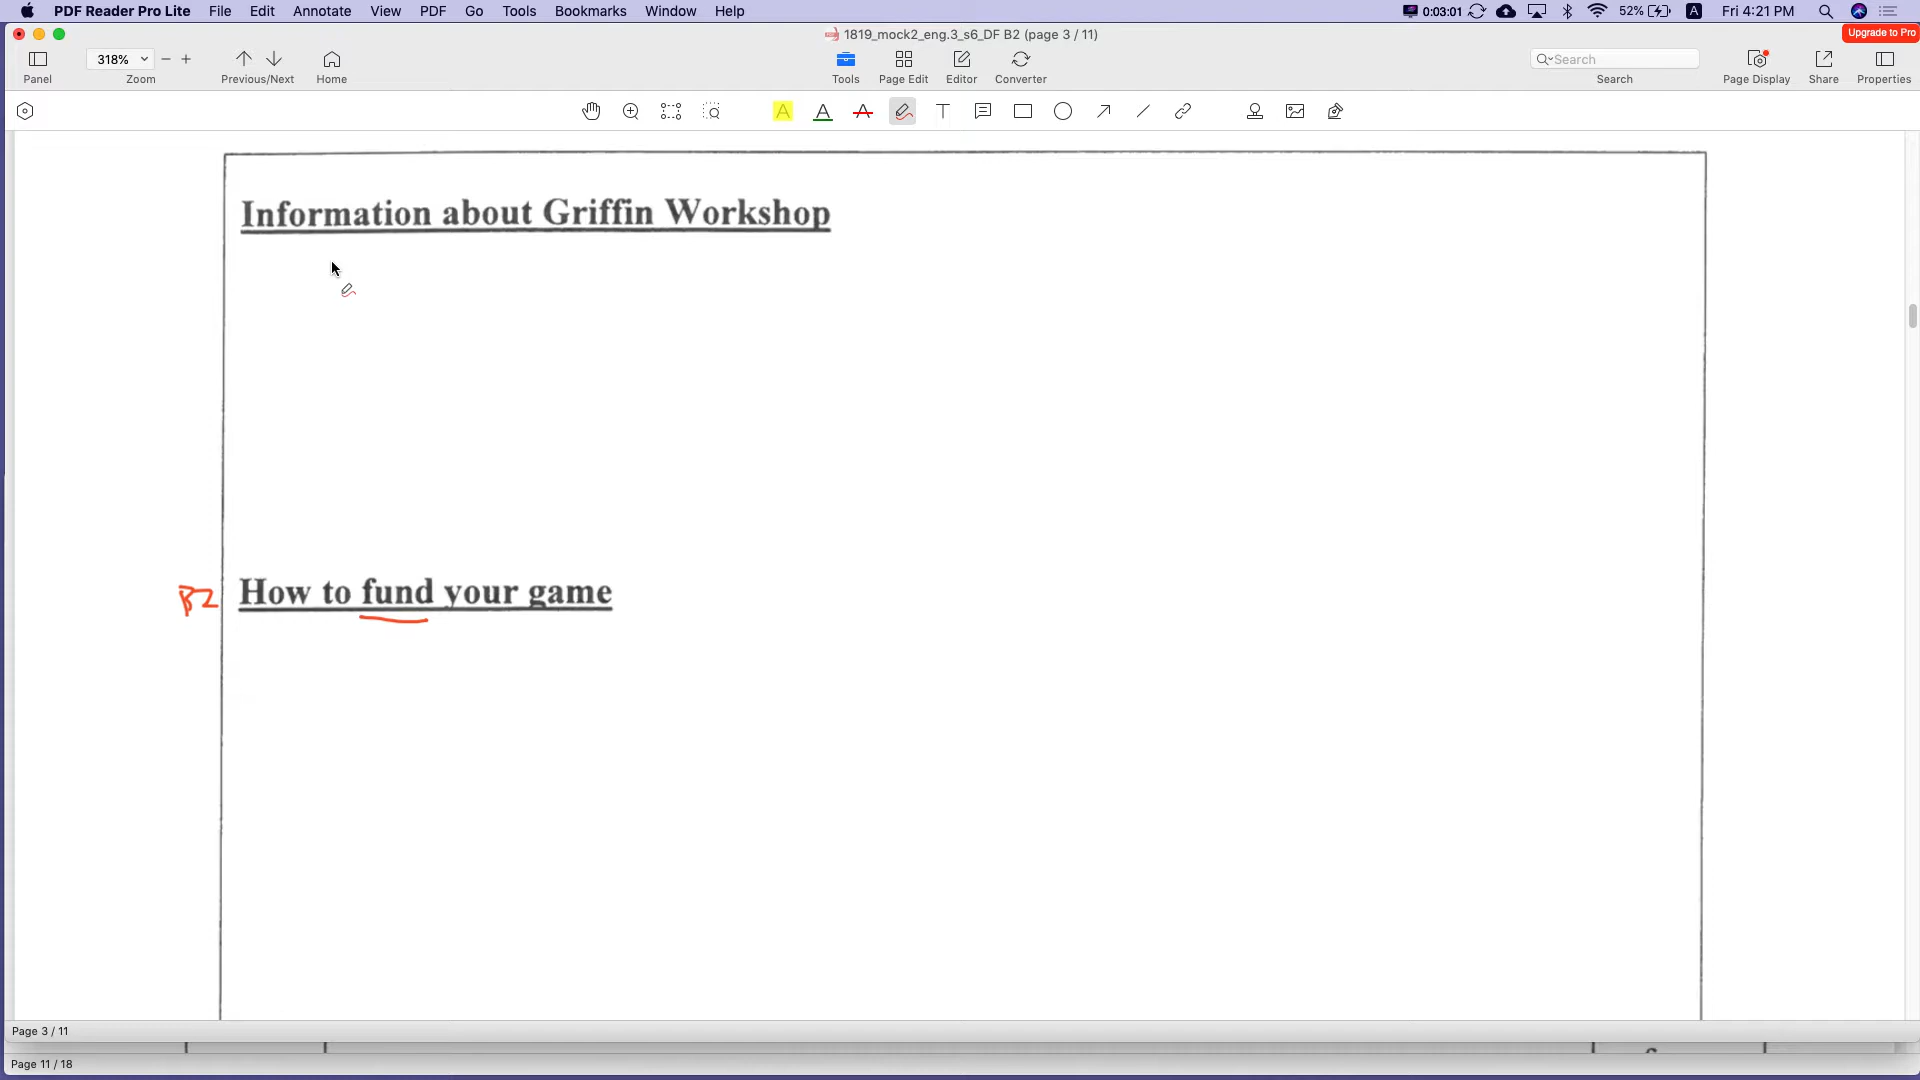 PDF Reader Pro Lite File Edit Annotate View PDF Go Tools Bookmarks Window Help 0:03:01 52% A Fri 4:21 PM
1819_mock2_eng.3_s6_DF B2 (page 3 / 11) Upgrade to Pro
318% Search
Panel Zoom Previous/Next Home Tools Page Edit Editor Converter Search Page Display Share Properties
A A A T
Information about Griffin Workshop
B2 How to fund your game
Page 3 / 11
Page 11 / 18